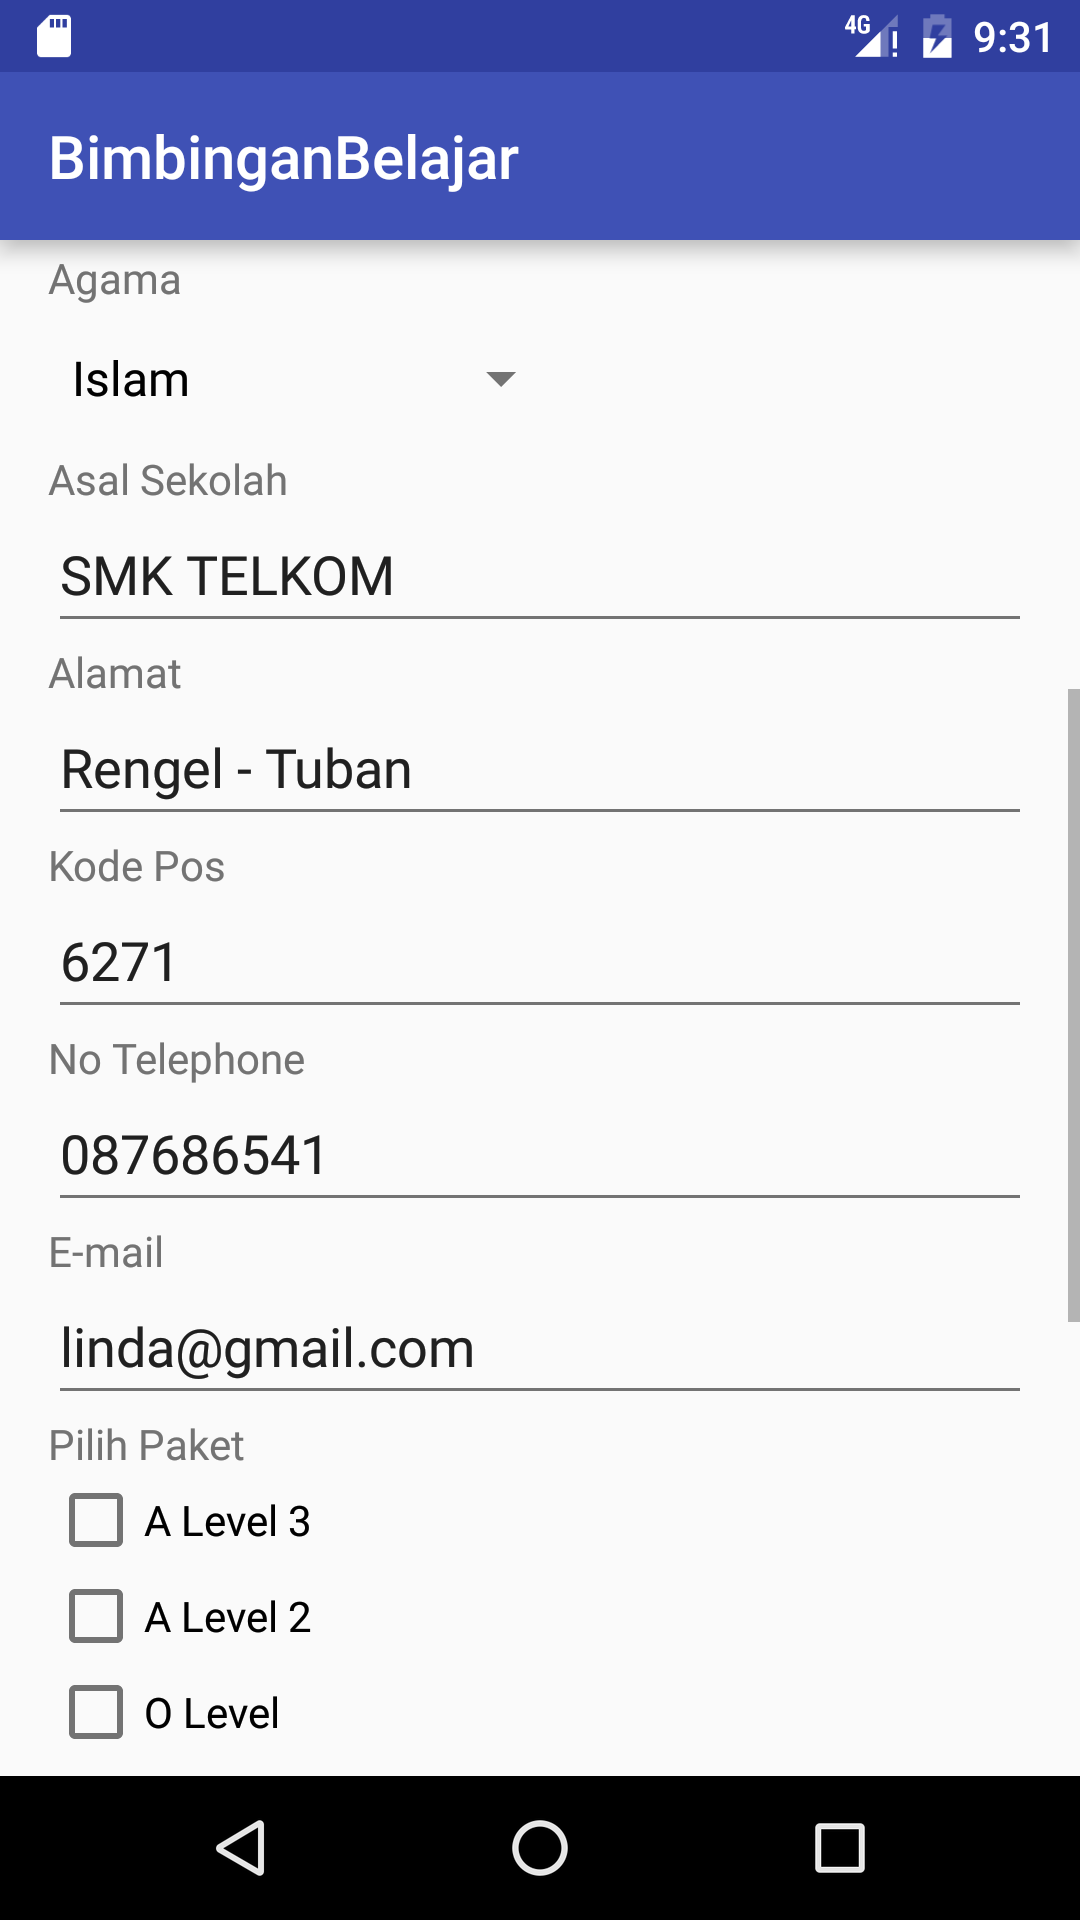 4G 9:31
BimbinganBelajar
Agama
Islam
Asal Sekolah
SMK TELKOM
Alamat
Rengel - Tuban
Kode Pos
6271
No Telephone
087686541
E-mail
linda@gmail.com
Pilih Paket
A Level 3
A Level 2
O Level